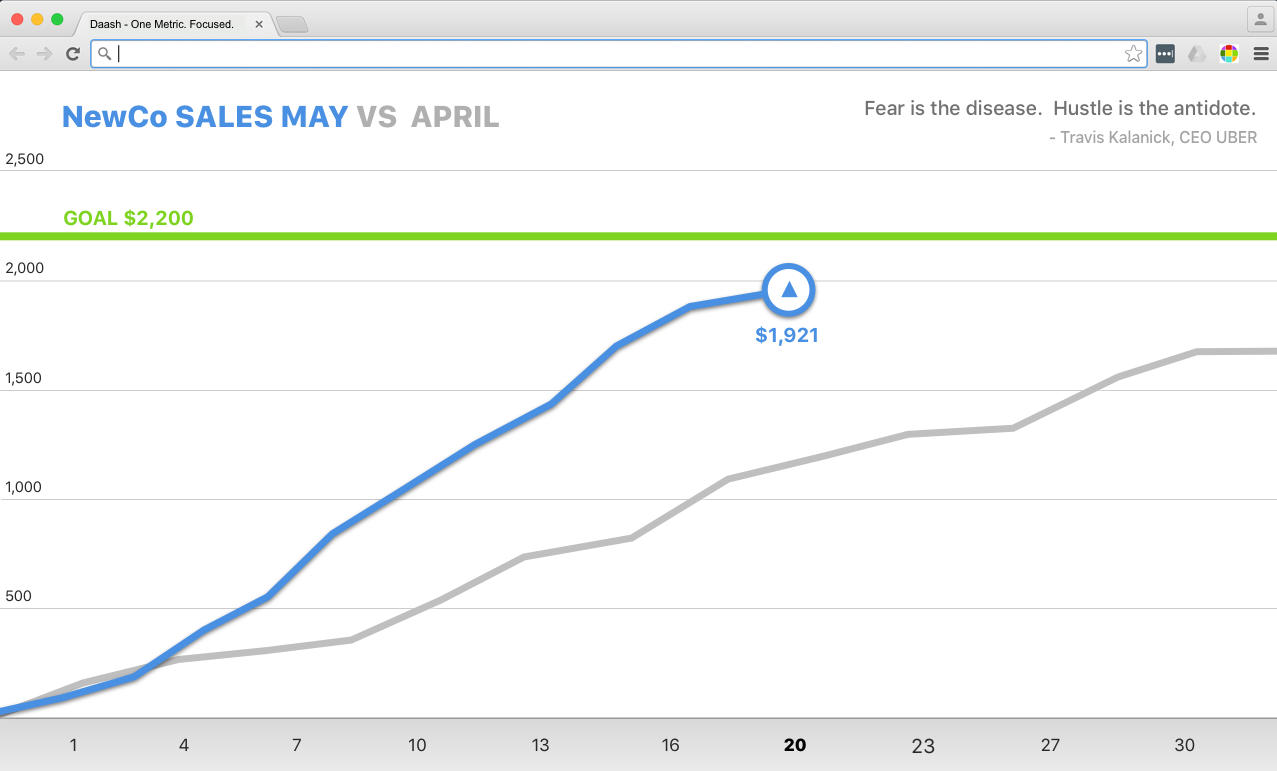 Daash - One Metric. Focused.
NewCo SALES MAY VS APRIL
Fear is the disease. Hustle is the antidote.
- Travis Kalanick, CEO UBER
2,500
GOAL $2,200
2,000
$1,921
1,500
1,000
500
1 4 7 10 13 16 20 23 27 30